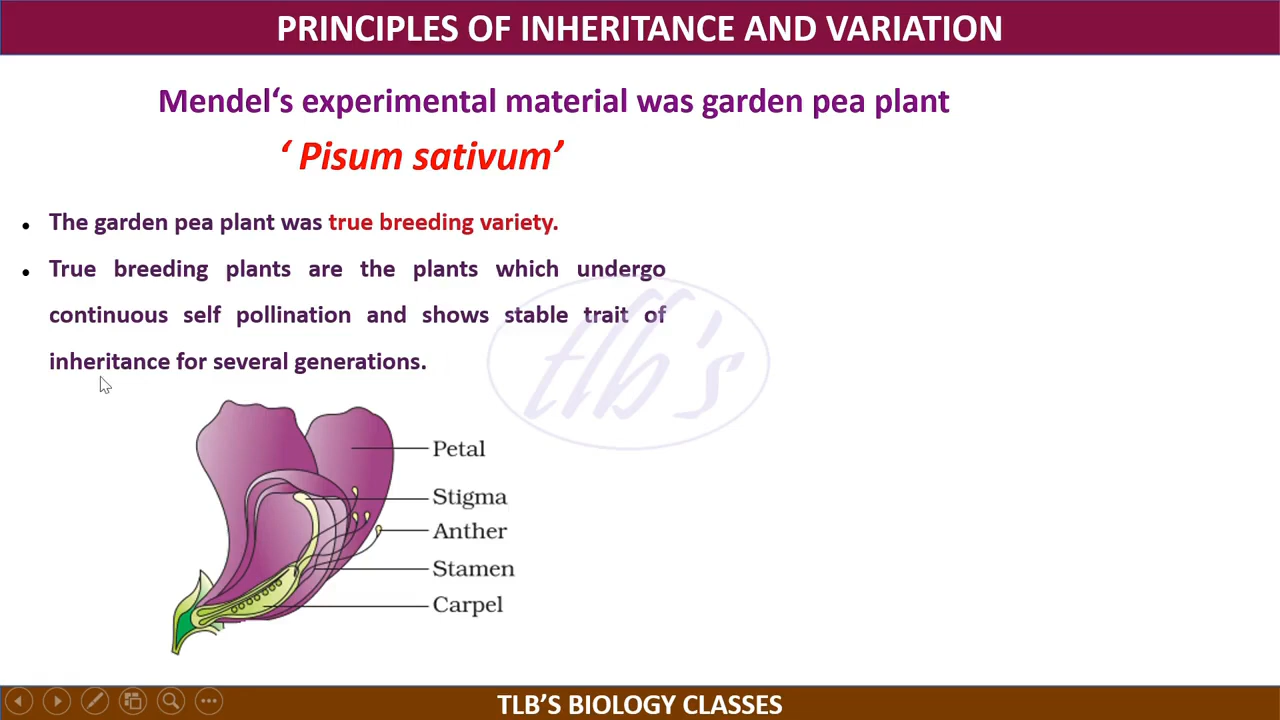 PRINCIPLES OF INHERITANCE AND VARIATION
Mendel‘s experimental material was garden pea plant
‘ Pisum sativum’
• The garden pea plant was true breeding variety.
• True breeding plants are the plants which undergo
continuous self pollination and shows stable trait of
inheritance for several generations.
tlb's
Petal
Stigma
Anther
Stamen
Carpel
TLB’S BIOLOGY CLASSES